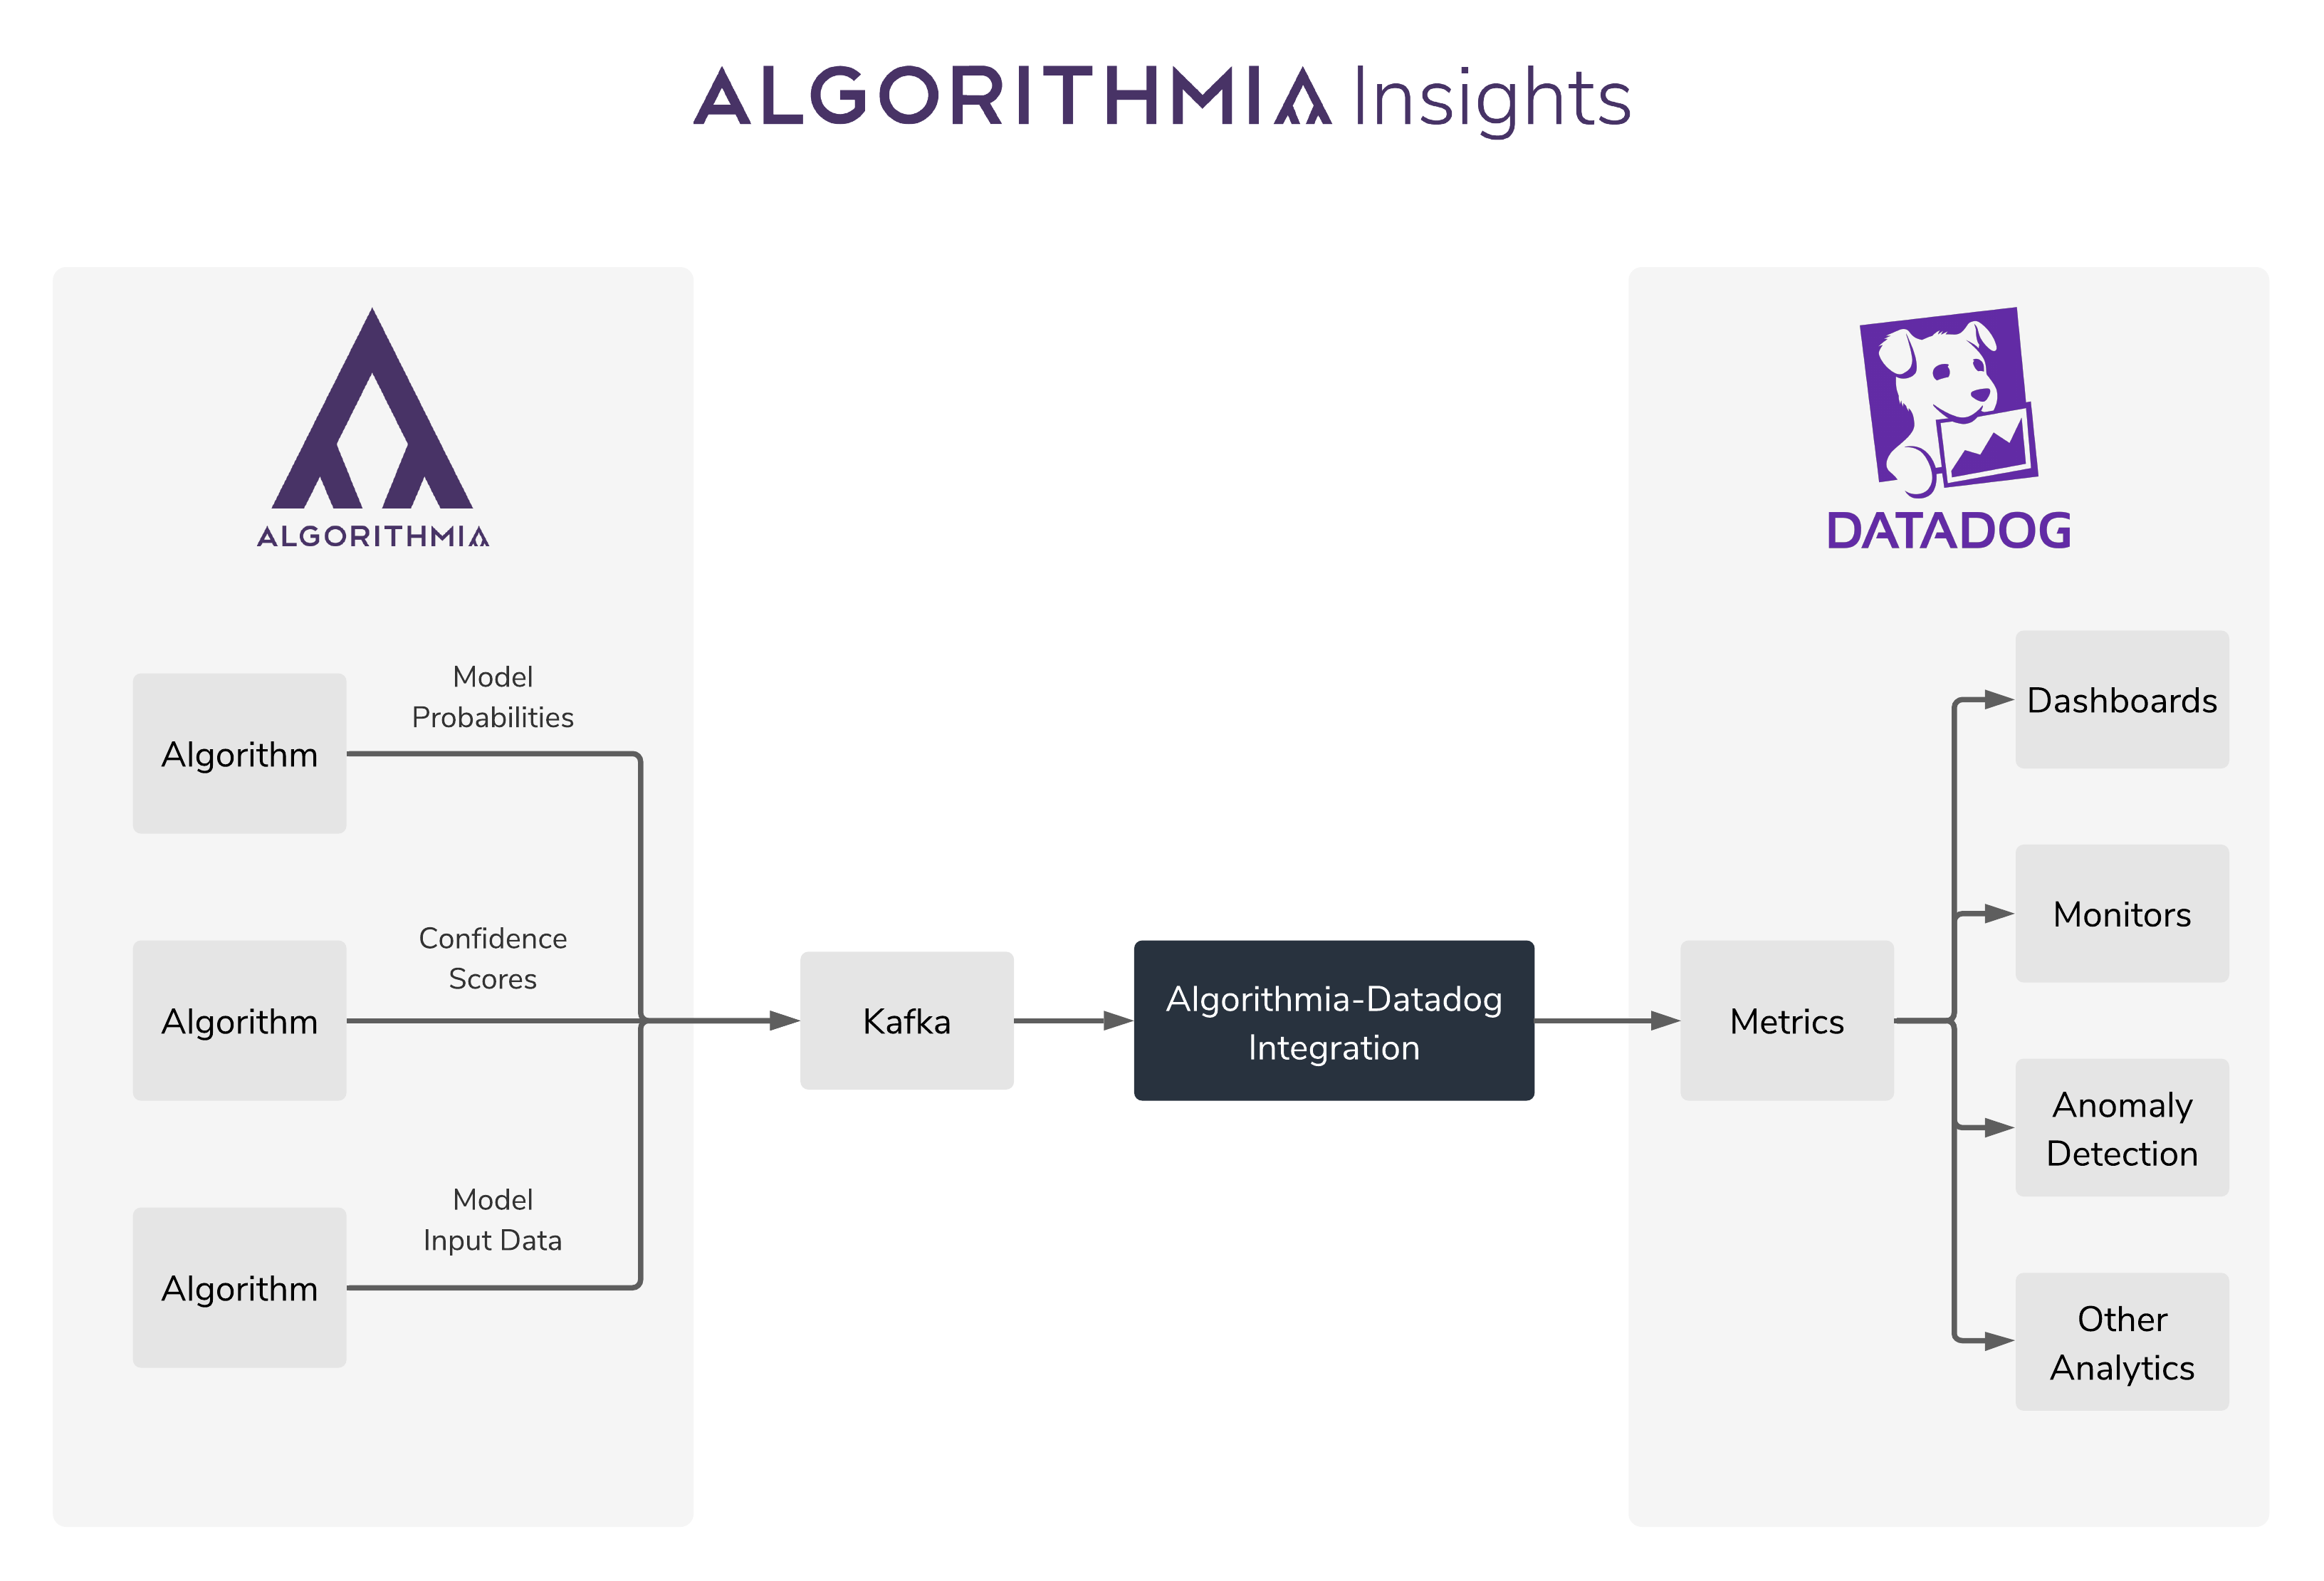 ALGORITHMIA Insights
ALGORITHMIA
Algorithm
Model
Probabilities
Algorithm
Confidence
Scores
Algorithm
Model
Input Data
Kafka
Algorithmia-Datadog
Integration
DATADOG
Metrics
Dashboards
Monitors
Anomaly
Detection
Other
Analytics